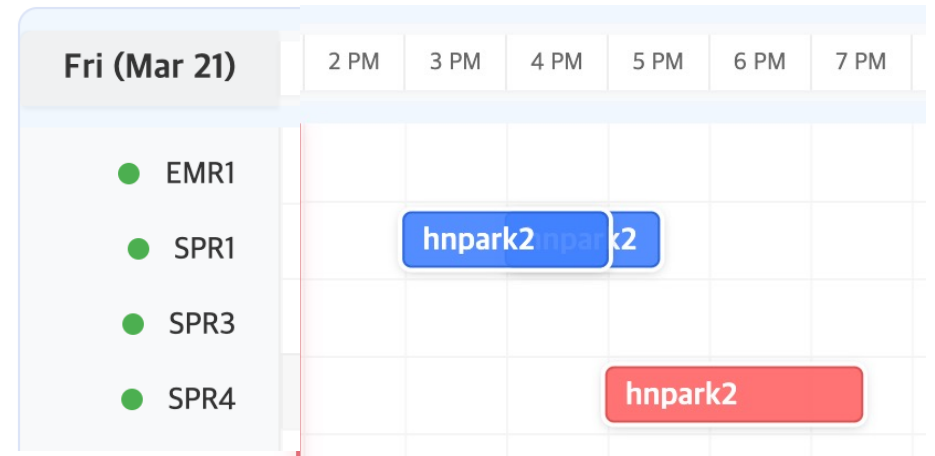 Fri (Mar 21) 2 PM 3 PM 4 PM 5 PM 6 PM 7 PM
EMR1
SPR1 hnpark2 hnpark2
SPR3
SPR4 hnpark2